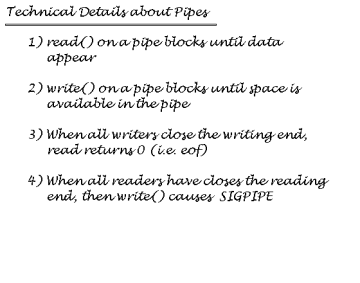 Technical Details about Pipes
1) read() on a pipe blocks until data
appear
2) write() on a pipe blocks until space is
available in the pipe
3) When all writers close the writing end,
read returns 0 (i.e. eof)
4) When all readers have closes the reading
end, then write() causes SIGPIPE